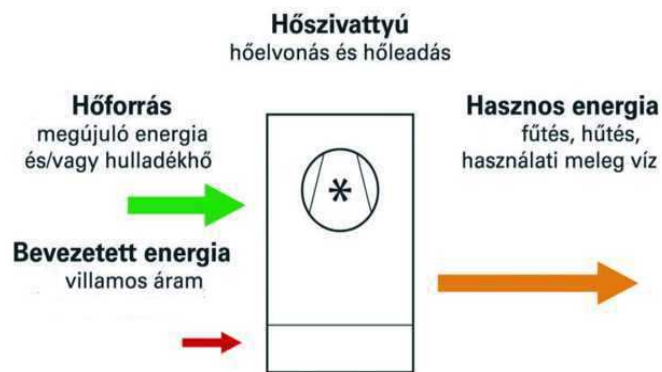 Hőszivattyú
hőelvonás és hőleadás
Hőforrás
megújuló energia
és/vagy hulladékhő
Bevezetett energia
villamos áram
Hasznos energia
fűtés, hűtés,
használati meleg víz